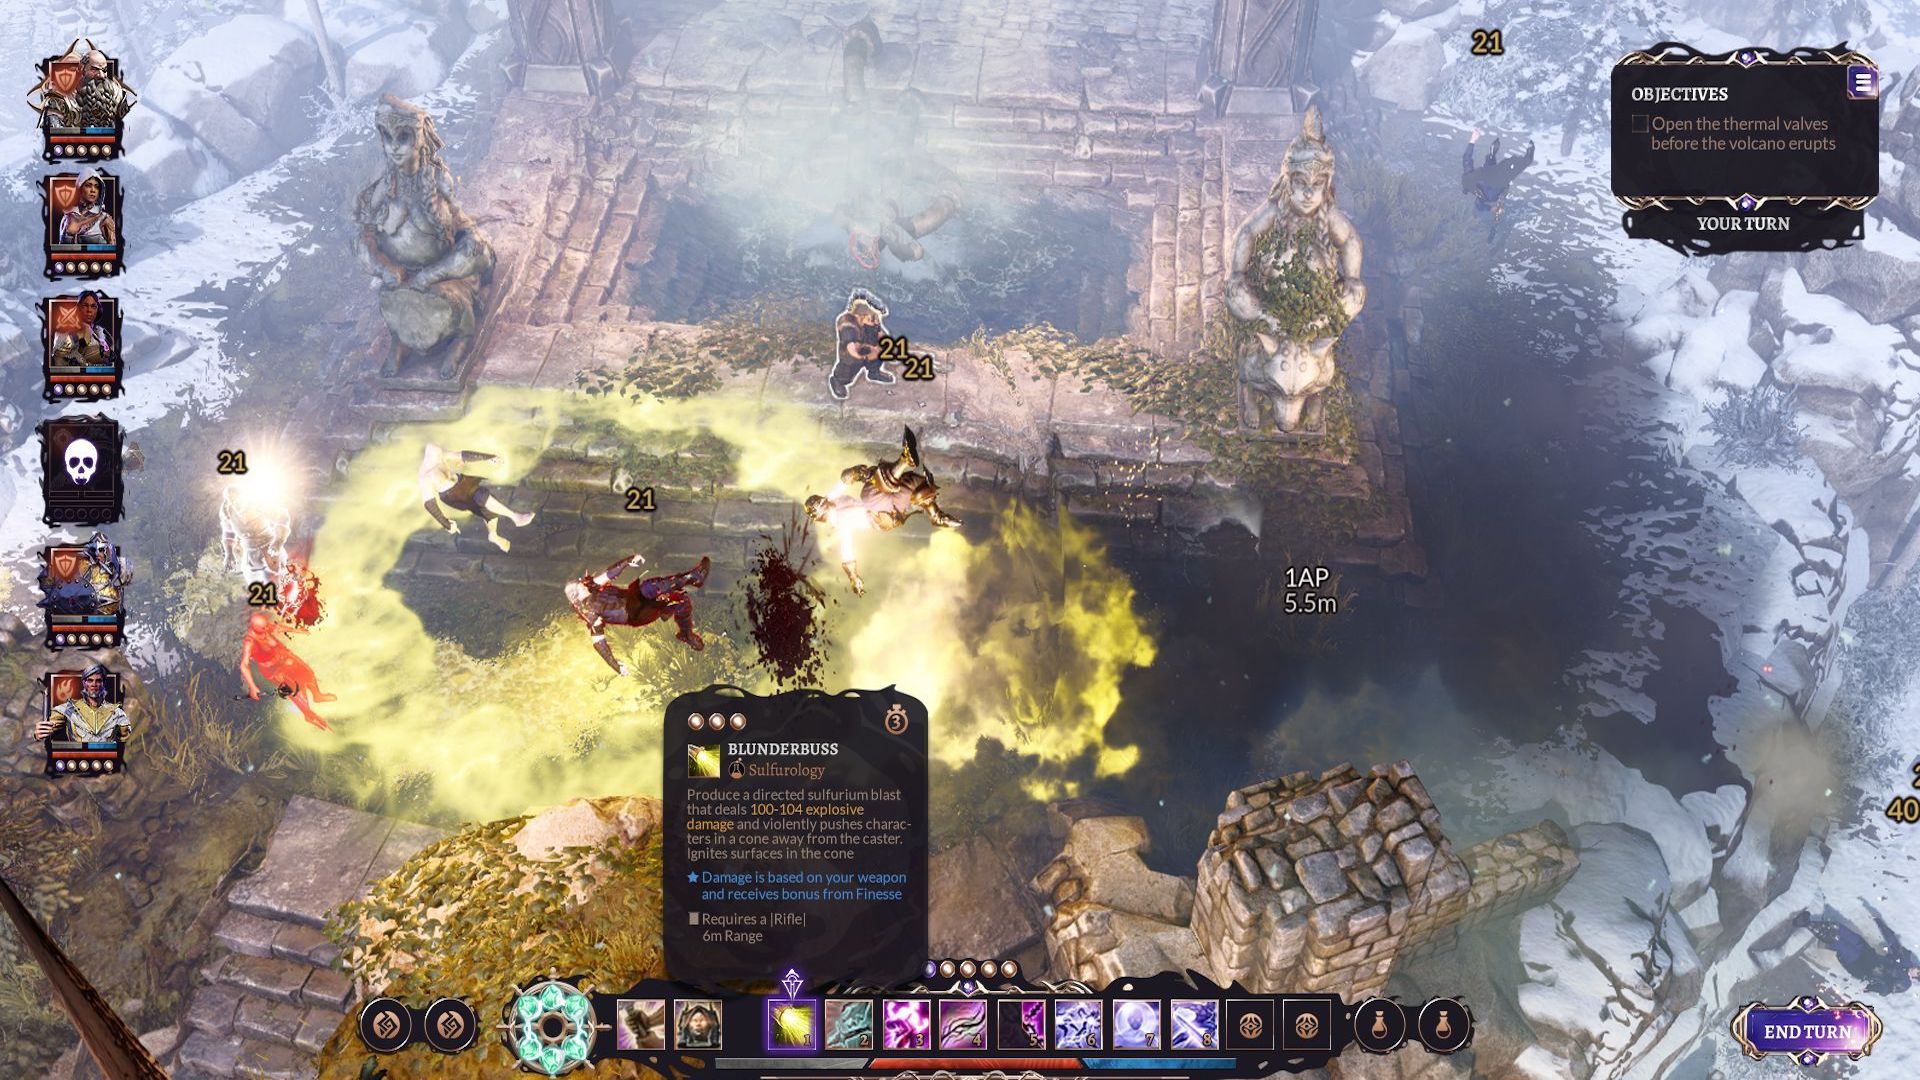 21
OBJECTIVES
Open the thermal valves
before the volcano erupts
YOUR TURN
21
21
21
21
21
1AP
5.5m
3
BLUNDERBUSS
Sulfurology
Produce a directed sulfurium blast
that deals 100-104 explosive
damage and violently pushes charac-
ters in a cone away from the caster.
Ignites surfaces in the cone
Damage is based on your weapon
and receives bonus from Finesse
Requires a |Rifle|
6m Range
40
1
2
3
4
5
6
7
8
END TURN